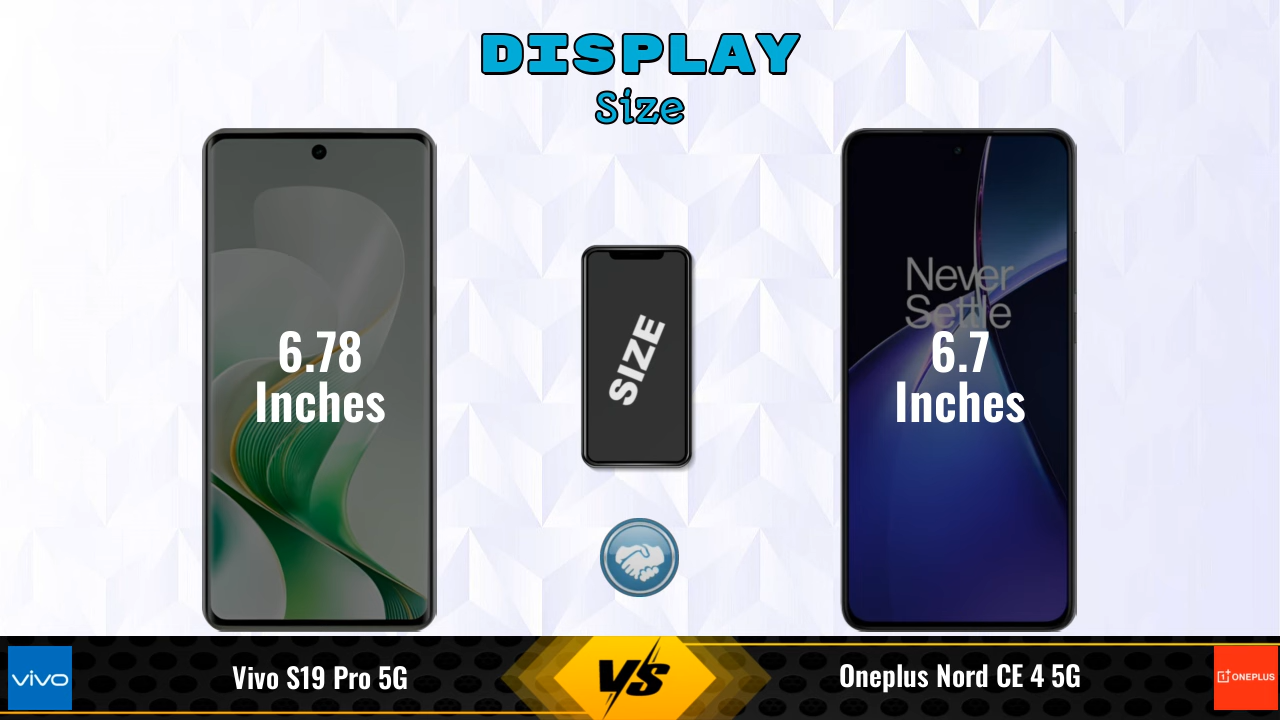 DISPLAY
Size
Never
Settle
6.78
Inches
SIZE
6.7
Inches
vivo
Vivo S19 Pro 5G
VS
Oneplus Nord CE 4 5G
1+ ONEPLUS